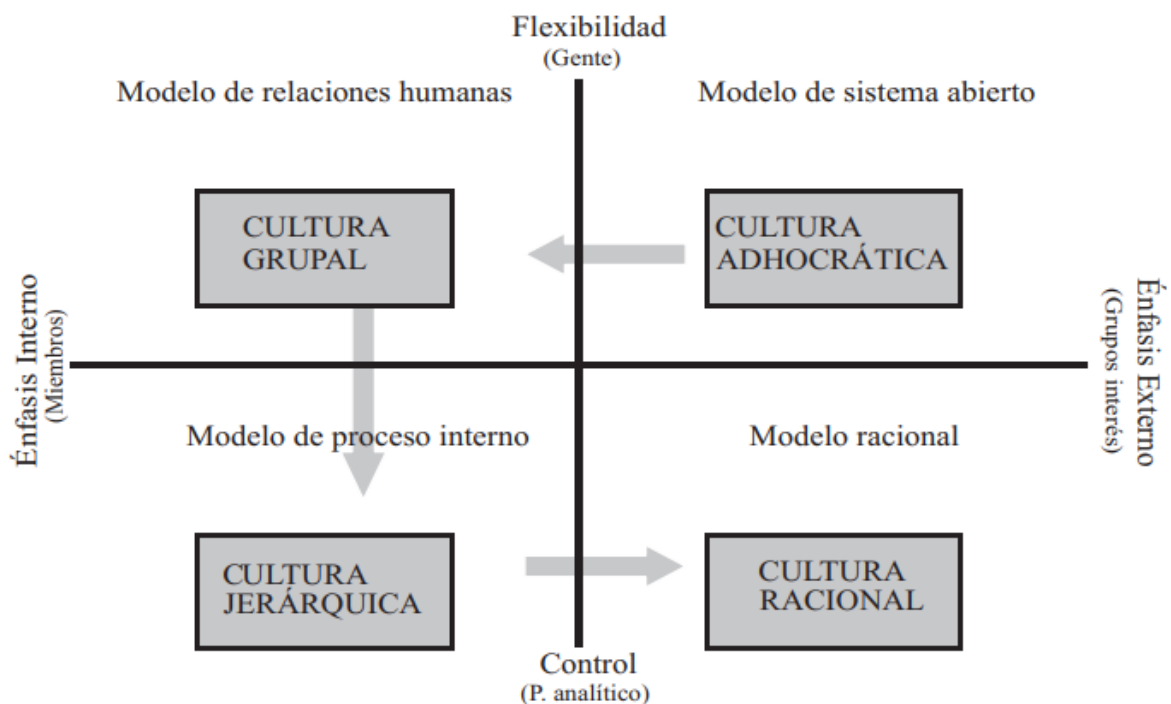 Flexibilidad
(Gente)
Modelo de relaciones humanas
Modelo de sistema abierto
CULTURA
GRUPAL
CULTURA
ADHOCRÁTICA
Énfasis Interno
(Miembros)
Énfasis Externo
(Grupos interés)
Modelo de proceso interno
Modelo racional
CULTURA
JERÁRQUICA
CULTURA
RACIONAL
Control
(P. analítico)